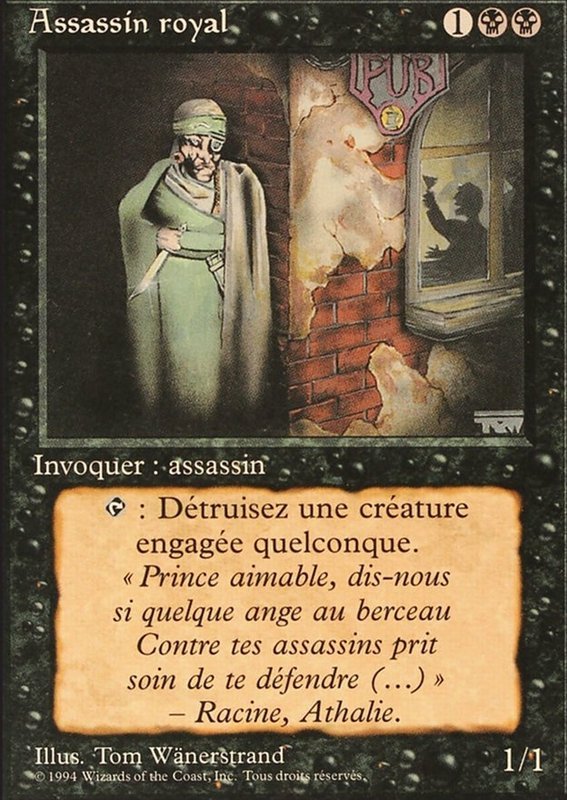 Assassin royal
1
PUB
TCW
Invoquer : assassin
: Détruisez une créature
engagée quelconque.
« Prince aimable, dis-nous
si quelque ange au berceau
Contre tes assassins prit
soin de te défendre (…) »
– Racine, Athalie.
Illus. Tom Wänerstrand
1/1
© 1994 Wizards of the Coast, Inc. Tous droits réservés.